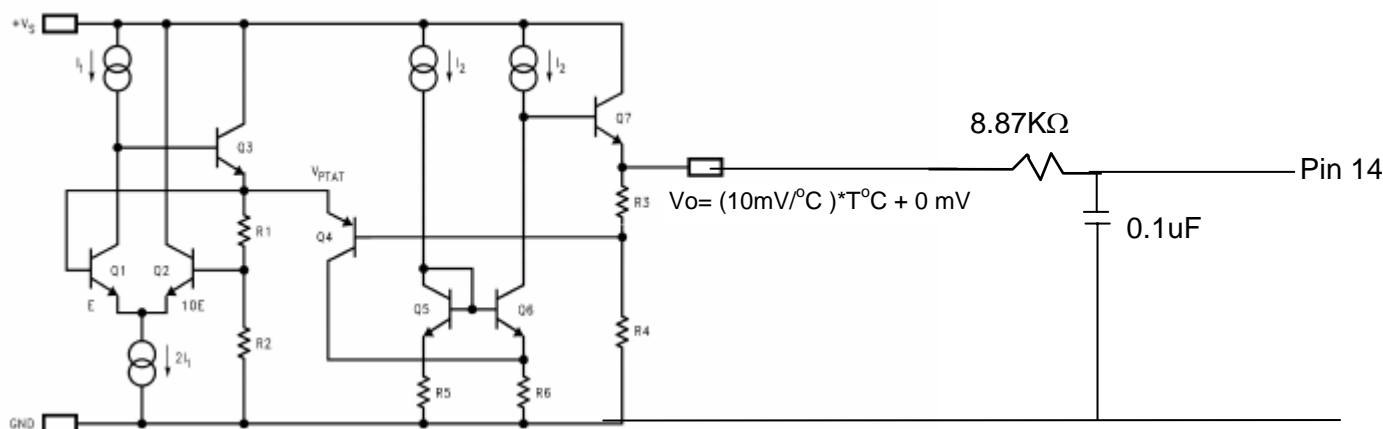 +VS
I1
I2
I2
Q7
8.87KΩ
Q3
Pin 14
VPTAT
R3
Vo= (10mV/°C )*T°C + 0 mV
R1
Q4
0.1uF
Q1
Q2
E
10E
Q5
Q6
R4
2I1
R2
R5
R6
GND